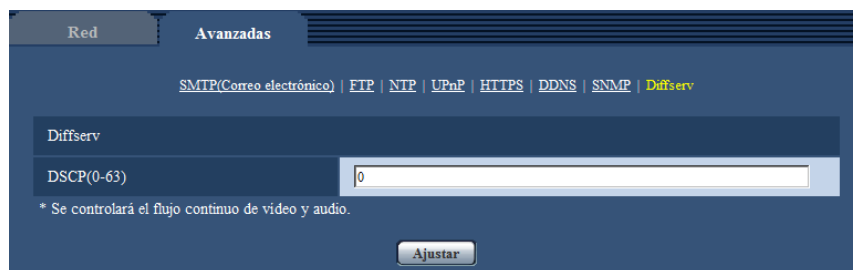 Red Avanzadas
SMTP(Correo electrónico) | FTP | NTP | UPnP | HTTPS | DDNS | SNMP | Diffserv
Diffserv
DSCP(0-63) 0
* Se controlará el flujo continuo de vídeo y audio.
Ajustar